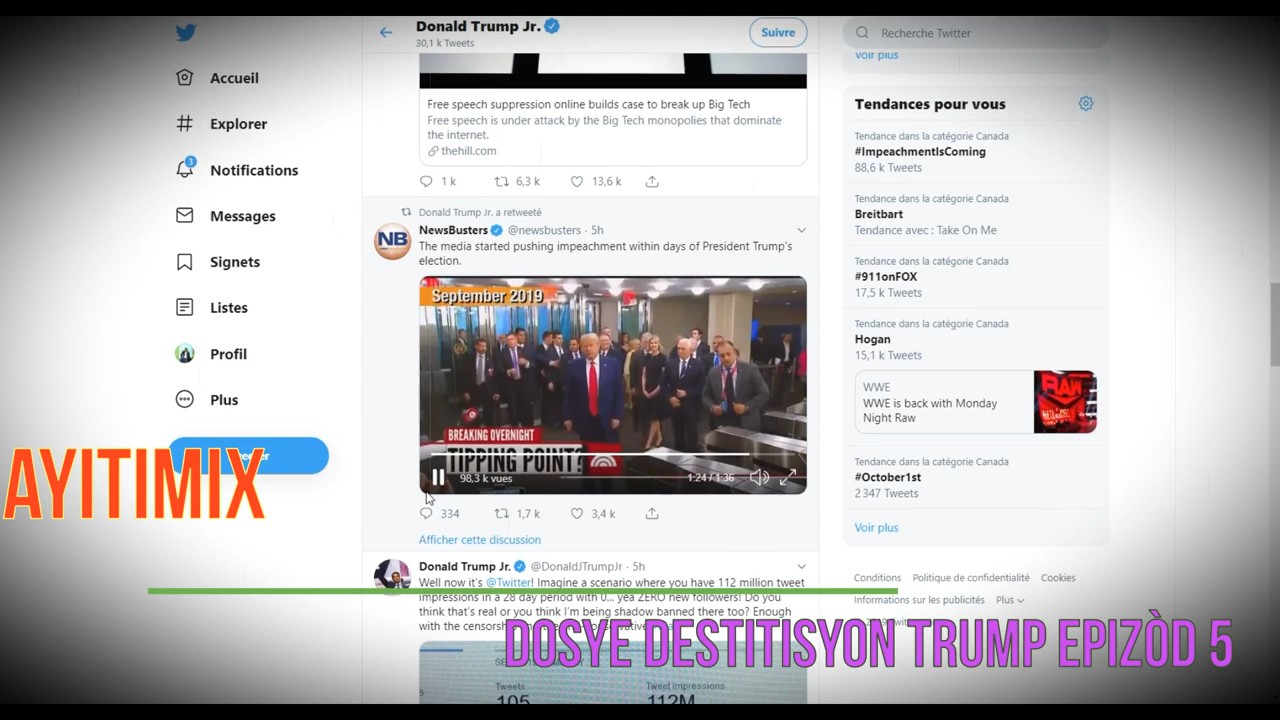 Donald Trump Jr.
30,1 k Tweets
Suivre
Recherche Twitter
Accueil
Explorer
3
Notifications
Messages
Signets
Listes
Profil
Plus
Free speech suppression online builds case to break up Big Tech
Free speech is under attack by the Big Tech monopolies that dominate
the internet.
thehill.com
1 k 6,3 k 13,6 k
Donald Trump Jr. a retweeté
NewsBusters @newsbusters · 5h
The media started pushing impeachment within days of President Trump's
election.
NB
September 2019
BREAKING OVERNIGHT
TIPPING POINT?
98,3 k vues
1:24 / 1:36
334 1,7 k 3,4 k
Afficher cette discussion
Donald Trump Jr. @DonaldJTrumpJr · 5h
Well now it's @Twitter! Imagine a scenario where you have 112 million tweet
impressions in a 28 day period with 0... yea ZERO new followers! Do you
think that's real or you think I'm being shadow banned there too? Enough
with the
Tweets
105
Tweet impressions
112M
Voir plus
Tendances pour vous
Tendance dans la catégorie Canada
#ImpeachmentIsComing
88,6 k Tweets
Tendance dans la catégorie Canada
Breitbart
Tendance avec : Take On Me
Tendance dans la catégorie Canada
#911onFOX
17,5 k Tweets
Tendance dans la catégorie Canada
Hogan
15,1 k Tweets
WWE
WWE is back with Monday
Night Raw
RAW
Tendance dans la catégorie Canada
#October1st
2 347 Tweets
Voir plus
Conditions Politique de confidentialité Cookies
Informations sur les publicités Plus
AYITIMIX
DOSYE DESTITISYON TRUMP EPIZÒD 5